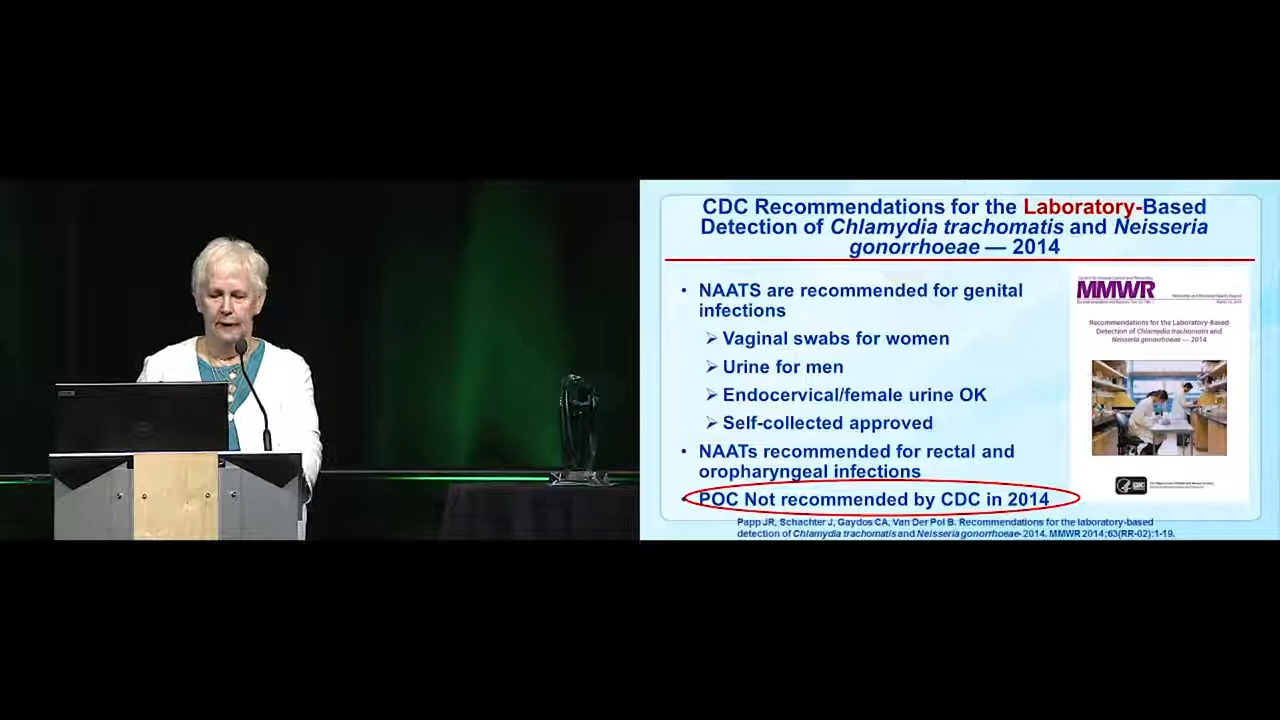 CDC Recommendations for the Laboratory-Based
Detection of Chlamydia trachomatis and Neisseria
gonorrhoeae — 2014
• NAATS are recommended for genital
infections
➢ Vaginal swabs for women
➢ Urine for men
➢ Endocervical/female urine OK
➢ Self-collected approved
• NAATs recommended for rectal and
oropharyngeal infections
• POC Not recommended by CDC in 2014
MMWR
Recommendations for the Laboratory-Based
Detection of Chlamydia trachomatis and
Neisseria gonorrhoeae — 2014
Papp JR, Schachter J, Gaydos CA, Van Der Pol B. Recommendations for the laboratory-based
detection of Chlamydia trachomatis and Neisseria gonorrhoeae- 2014. MMWR 2014;63(RR-02):1-19.